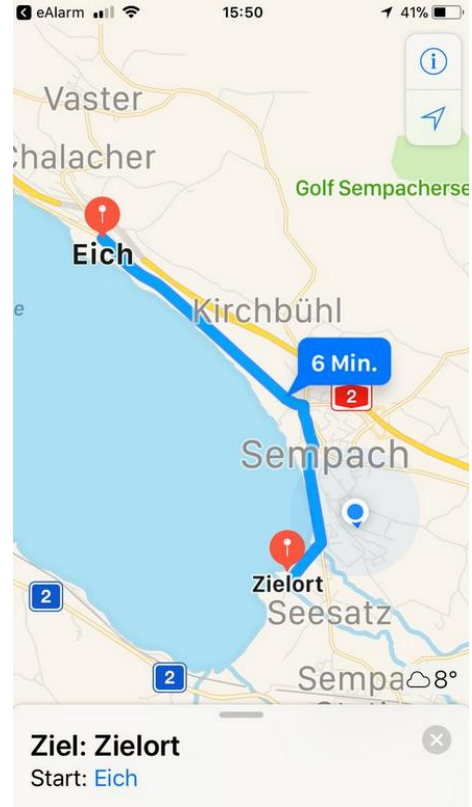 eAlarm
15:50
41%
Vaster
Chalacher
Golf Sempacherse
Eich
e
Kirchbühl
6 Min.
2
Sempach
Zielort
2
Seesatz
2
Sempa
8°
Ziel: Zielort
Start: Eich